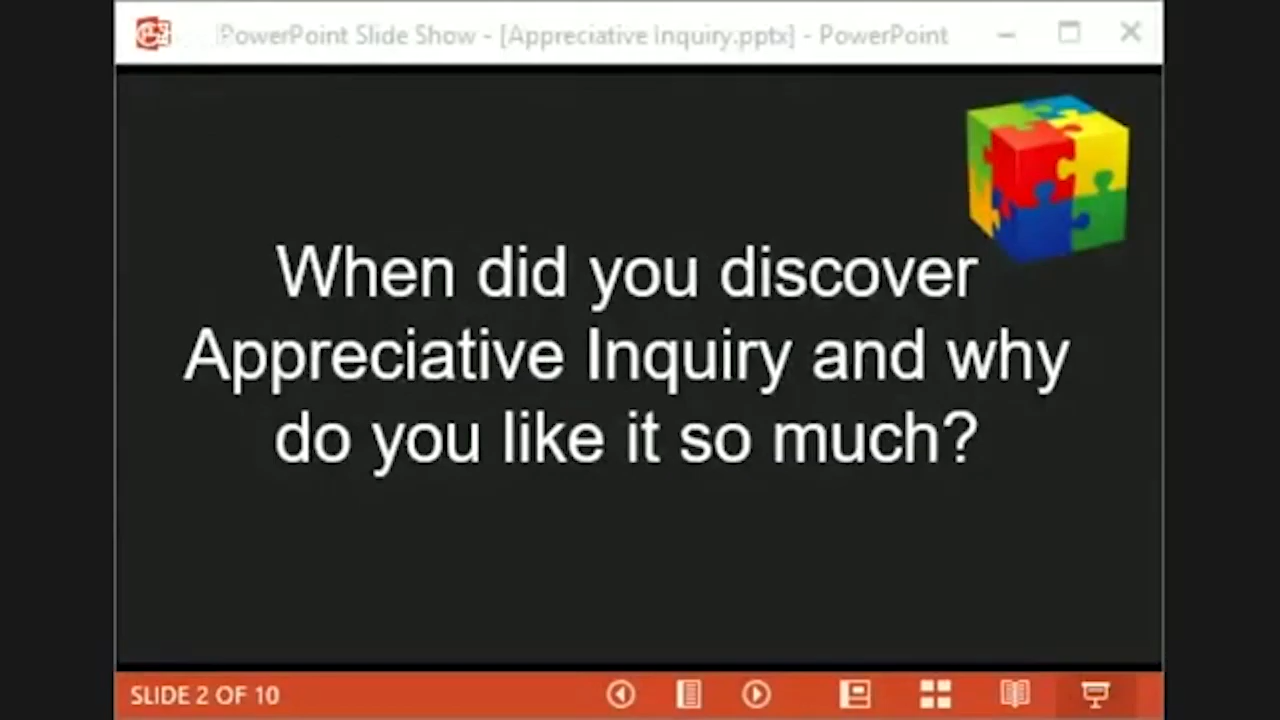 PowerPoint Slide Show - [Appreciative Inquiry.pptx] - PowerPoint
When did you discover
Appreciative Inquiry and why
do you like it so much?
SLIDE 2 OF 10